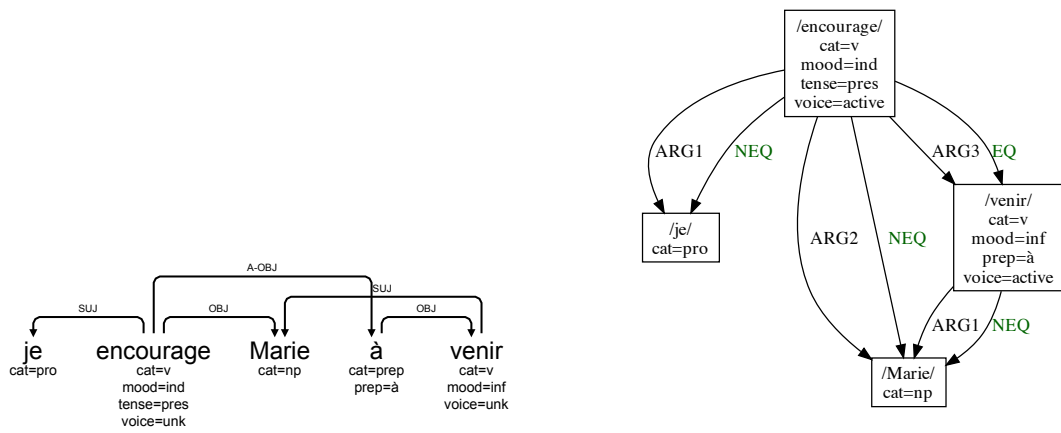 A-OBJ
SUJ
SUJ OBJ OBJ
je encourage Marie à venir
cat=pro cat=v cat=np cat=prep cat=v
mood=ind prep=à mood=inf
tense=pres voice=unk
voice=unk
/encourage/
cat=v
mood=ind
tense=pres
voice=active
ARG1 NEQ ARG3 EQ
/je/
cat=pro
ARG2 NEQ
/venir/
cat=v
mood=inf
prep=à
voice=active
ARG1 NEQ
/Marie/
cat=np